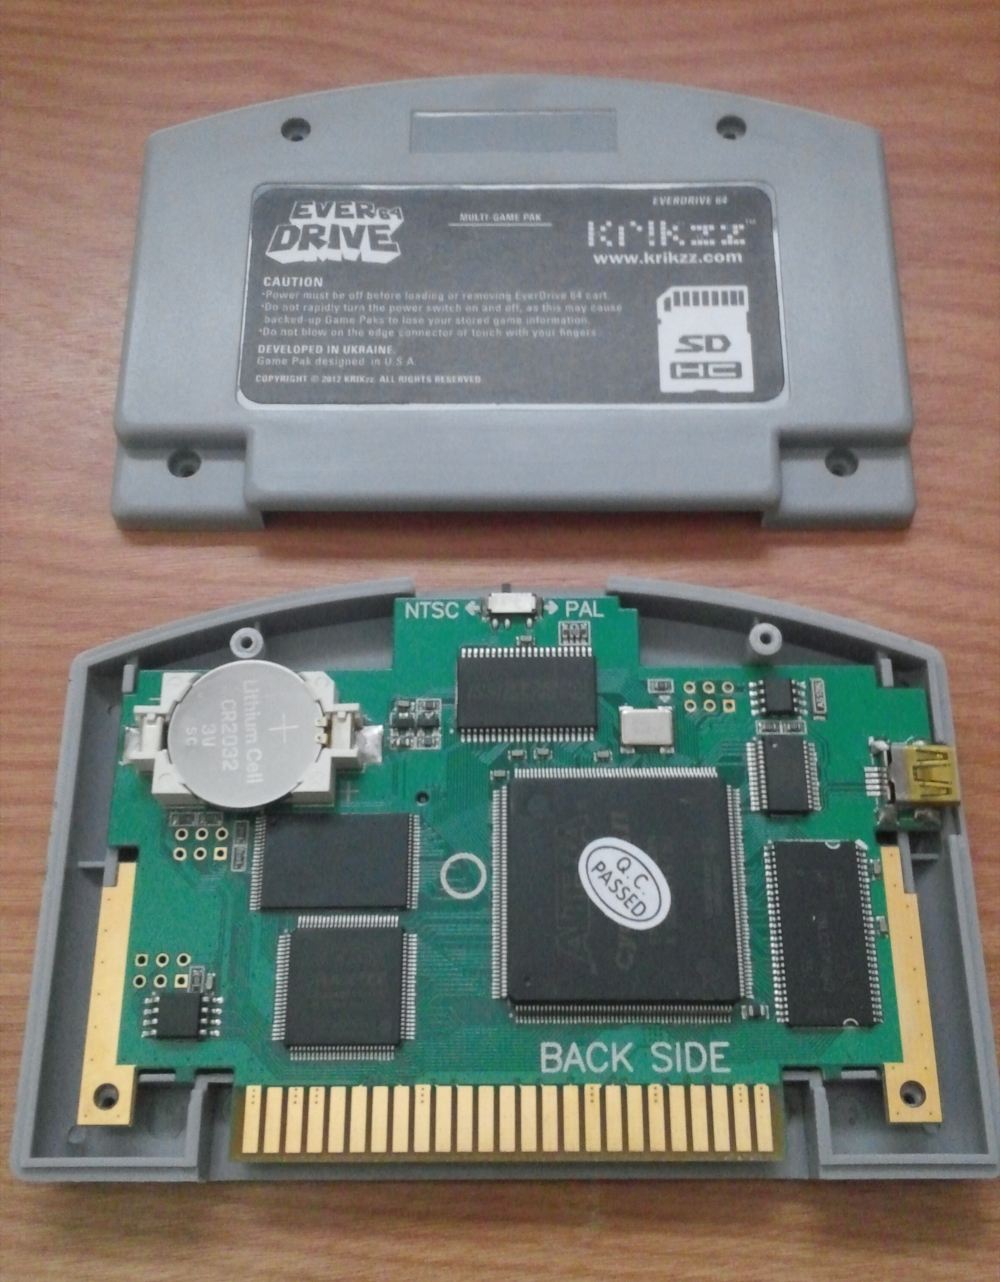 EVER 64
DRIVE
MULTI-GAME PAK
EVERDRIVE 64
krikzz™
www.krikzz.com
CAUTION
*Power must be off before loading or removing EverDrive 64 cart.
*Do not rapidly turn the power switch on and off, as this may cause
backed-up Game Paks to lose your stored game information.
*Do not blow on the edge connector or touch with your fingers
DEVELOPED IN UKRAINE.
Game Pak designed in U.S.A.
COPYRIGHT © 2012 KRIKzz. ALL RIGHTS RESERVED
SD
HC
NTSC
PAL
Lithium Cell
CR2032
3V
SC
+
Q.C.
PASSED
BACK SIDE